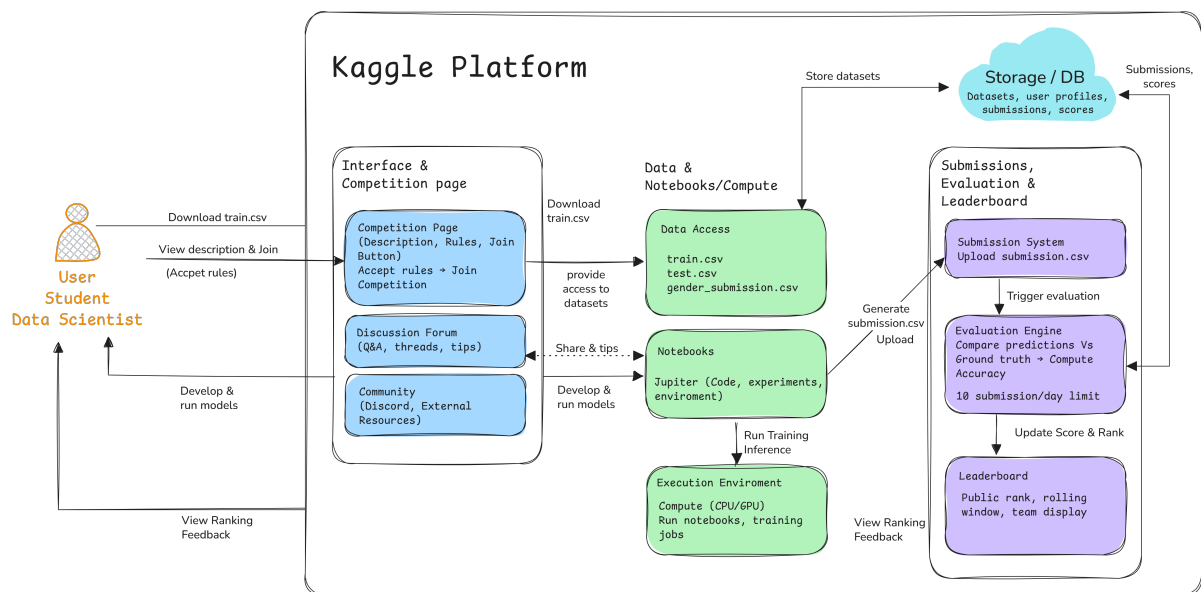 Kaggle Platform
Storage / DB
Datasets, user profiles,
submissions, scores
Store datasets
Submissions,
scores
User
Student
Data Scientist
Download train.csv
View description & Join
(Accpet rules)
Develop &
run models
View Ranking
Feedback
Interface &
Competition page
Competition Page
(Description, Rules, Join
Button)
Accept rules → Join
Competition
Discussion Forum
(Q&A, threads, tips)
Community
(Discord, External
Resources)
Download
train.csv
provide
access to
datasets
Share & tips
Develop &
run models
Data &
Notebooks/Compute
Data Access
train.csv
test.csv
gender_submission.csv
Notebooks
Jupiter (Code, experiments,
enviroment)
Run Training
Inference
Execution Enviroment
Compute (CPU/GPU)
Run notebooks, training
jobs
Generate
submission.csv
Upload
View Ranking
Feedback
Submissions,
Evaluation &
Leaderboard
Submission System
Upload submission.csv
Trigger evaluation
Evaluation Engine
Compare predictions Vs
Ground truth → Compute
Accuracy
10 submission/day limit
Update Score & Rank
Leaderboard
Public rank, rolling
window, team display